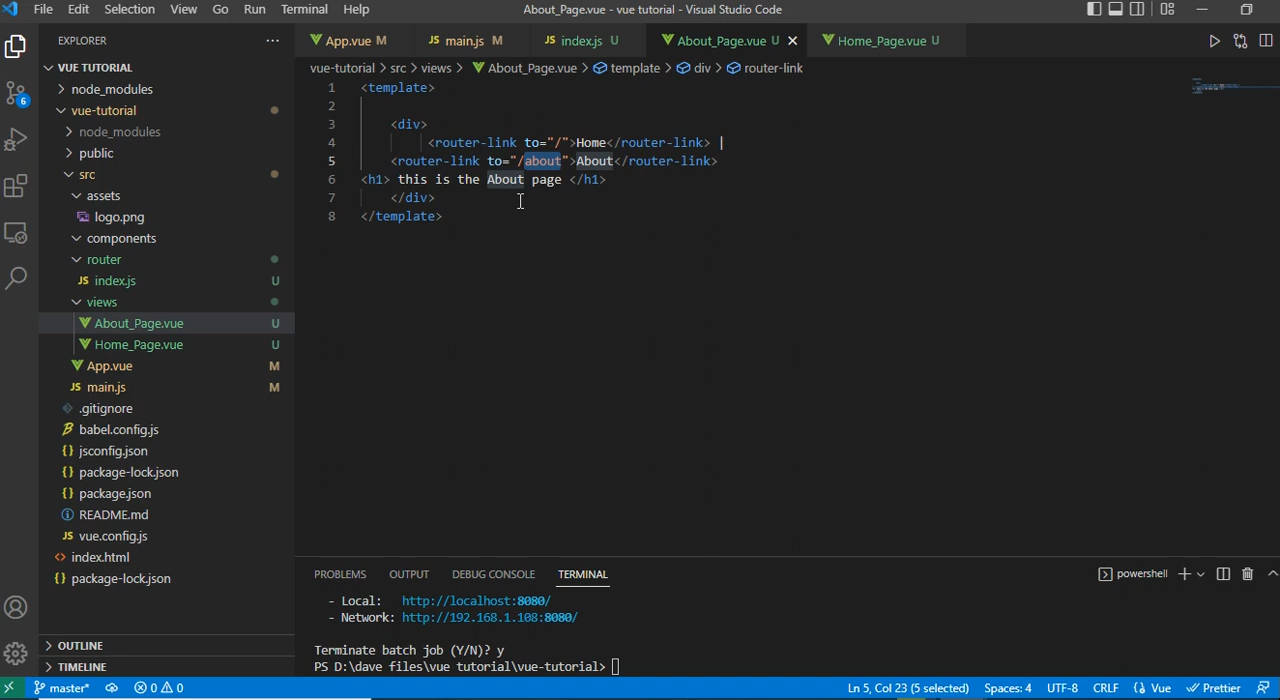 File Edit Selection View Go Run Terminal Help About_Page.vue - vue tutorial - Visual Studio Code
EXPLORER ...
VUE TUTORIAL
node_modules
vue-tutorial
node_modules
public
src
assets
logo.png
components
router
JS index.js U
views
About_Page.vue U
Home_Page.vue U
App.vue M
JS main.js M
.gitignore
babel.config.js
{} jsconfig.json
{} package-lock.json
{} package.json
README.md
JS vue.config.js
<> index.html
{} package-lock.json
OUTLINE
TIMELINE
6
App.vue M JS main.js M JS index.js U About_Page.vue U Home_Page.vue U
vue-tutorial > src > views > About_Page.vue > template > div > router-link
1 <template>
2
3 <div>
4 <router-link to="/">Home</router-link> |
5 <router-link to="/about">About</router-link>
6 <h1> this is the About page </h1>
7 </div>
8 </template>
PROBLEMS OUTPUT DEBUG CONSOLE TERMINAL powershell
- Local: http://localhost:8080/
- Network: http://192.168.1.108:8080/
Terminate batch job (Y/N)? y
PS D:\dave files\vue tutorial\vue-tutorial>
master* 0 0 Ln 5, Col 23 (5 selected) Spaces: 4 UTF-8 CRLF {} Vue Prettier